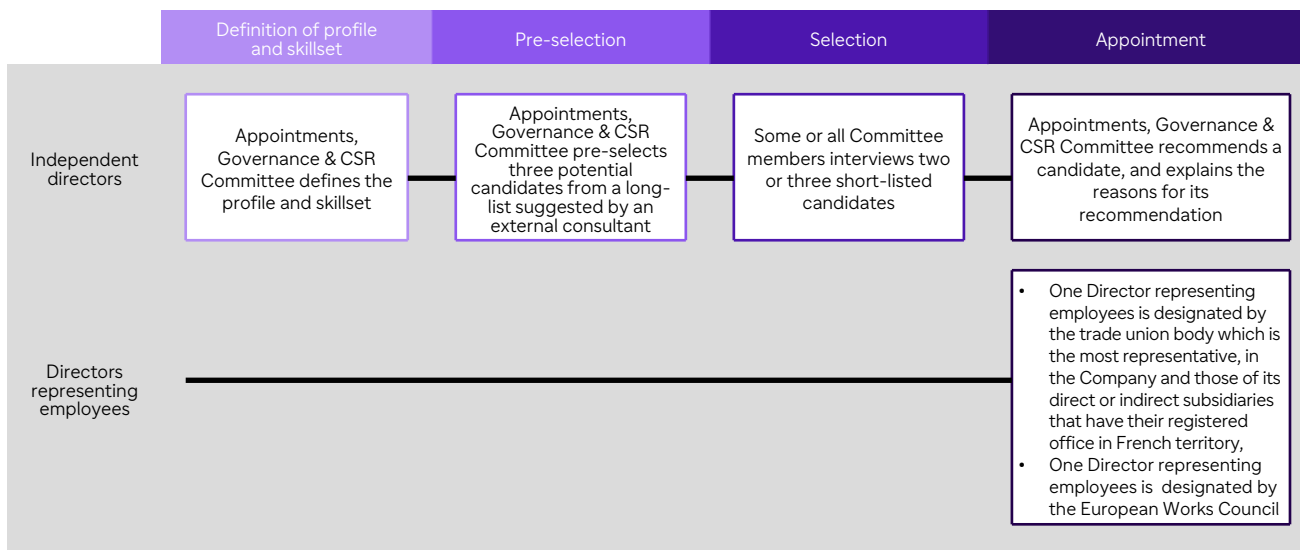 Definition of profile
and skillset
Pre-selection
Selection
Appointment
Independent
directors
Appointments,
Governance & CSR
Committee defines the
profile and skillset
Appointments,
Governance & CSR
Committee pre-selects
three potential
candidates from a long-
list suggested by an
external consultant
Some or all Committee
members interviews two
or three short-listed
candidates
Appointments, Governance &
CSR Committee recommends a
candidate, and explains the
reasons for its
recommendation
Directors
representing
employees
• One Director representing
employees is designated by
the trade union body which is
the most representative, in
the Company and those of its
direct or indirect subsidiaries
that have their registered
office in French territory,
• One Director representing
employees is designated by
the European Works Council